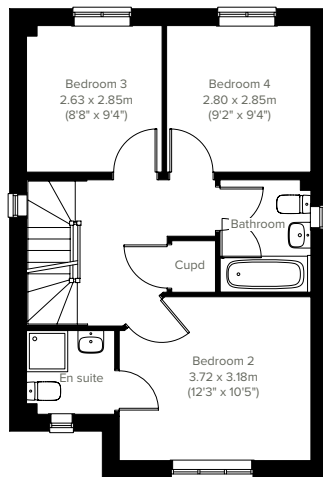 Bedroom 3
2.63 x 2.85m
(8'8" x 9'4")
Bedroom 4
2.80 x 2.85m
(9'2" x 9'4")
Bathroom
Cupd
Bedroom 2
3.72 x 3.18m
(12'3" x 10'5")
En suite